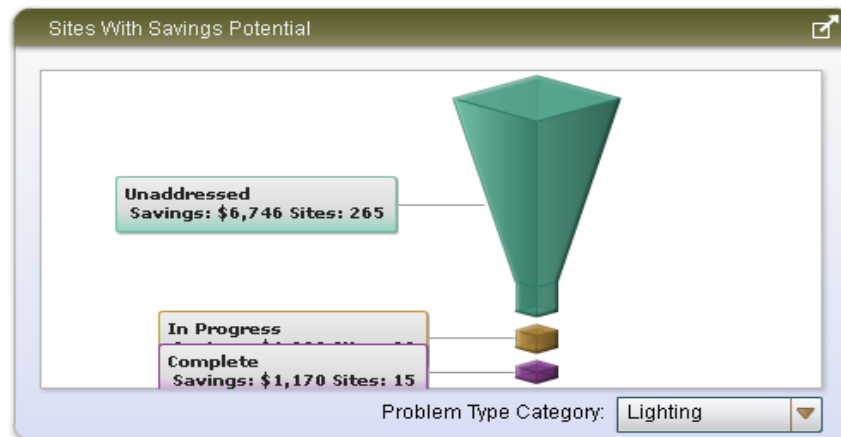 Sites With Savings Potential
Unaddressed
Savings: $6,746 Sites: 265
In Progress
Complete
Savings: $1,170 Sites: 15
Problem Type Category: Lighting